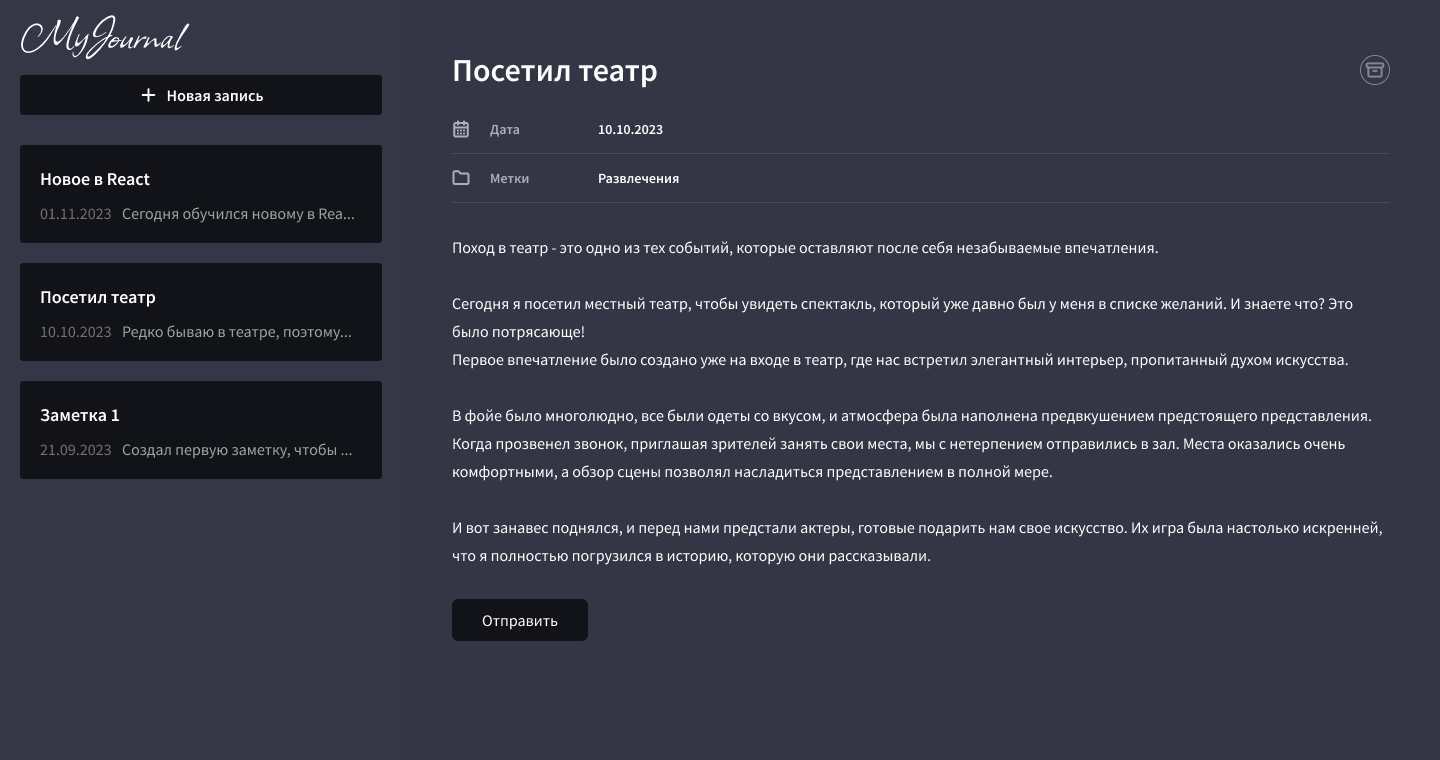 MyJournal
Новая запись
Новое в React
01.11.2023 Сегодня обучился новому в Rea...
Посетил театр
10.10.2023 Редко бываю в театре, поэтому...
Заметка 1
21.09.2023 Создал первую заметку, чтобы ...
Посетил театр
Дата 10.10.2023
Метки Развлечения
Поход в театр - это одно из тех событий, которые оставляют после себя незабываемые впечатления.
Сегодня я посетил местный театр, чтобы увидеть спектакль, который уже давно был у меня в списке желаний. И знаете что? Это
было потрясающе!
Первое впечатление было создано уже на входе в театр, где нас встретил элегантный интерьер, пропитанный духом искусства.
В фойе было многолюдно, все были одеты со вкусом, и атмосфера была наполнена предвкушением предстоящего представления.
Когда прозвенел звонок, приглашая зрителей занять свои места, мы с нетерпением отправились в зал. Места оказались очень
комфортными, а обзор сцены позволял насладиться представлением в полной мере.
И вот занавес поднялся, и перед нами предстали актеры, готовые подарить нам свое искусство. Их игра была настолько искренней,
что я полностью погрузился в историю, которую они рассказывали.
Отправить